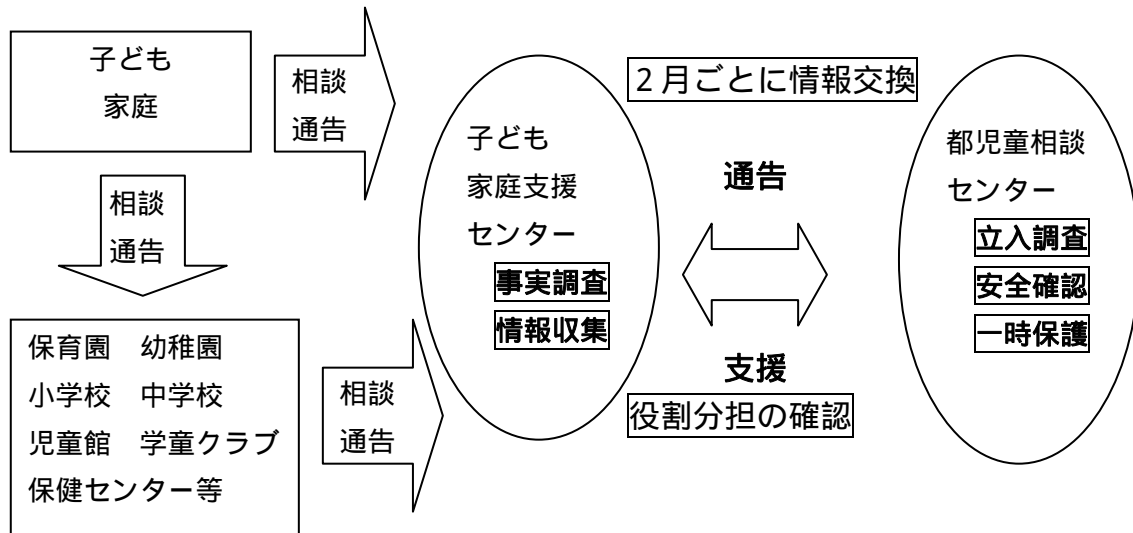 子ども
家庭
相談
通告
相談
通告
保育園　幼稚園
小学校　中学校
児童館　学童クラブ
保健センター等
相談
通告
子ども
家庭支援
センター
事実調査
情報収集
２月ごとに情報交換
通告
支援
役割分担の確認
都児童相談
センター
立入調査
安全確認
一時保護